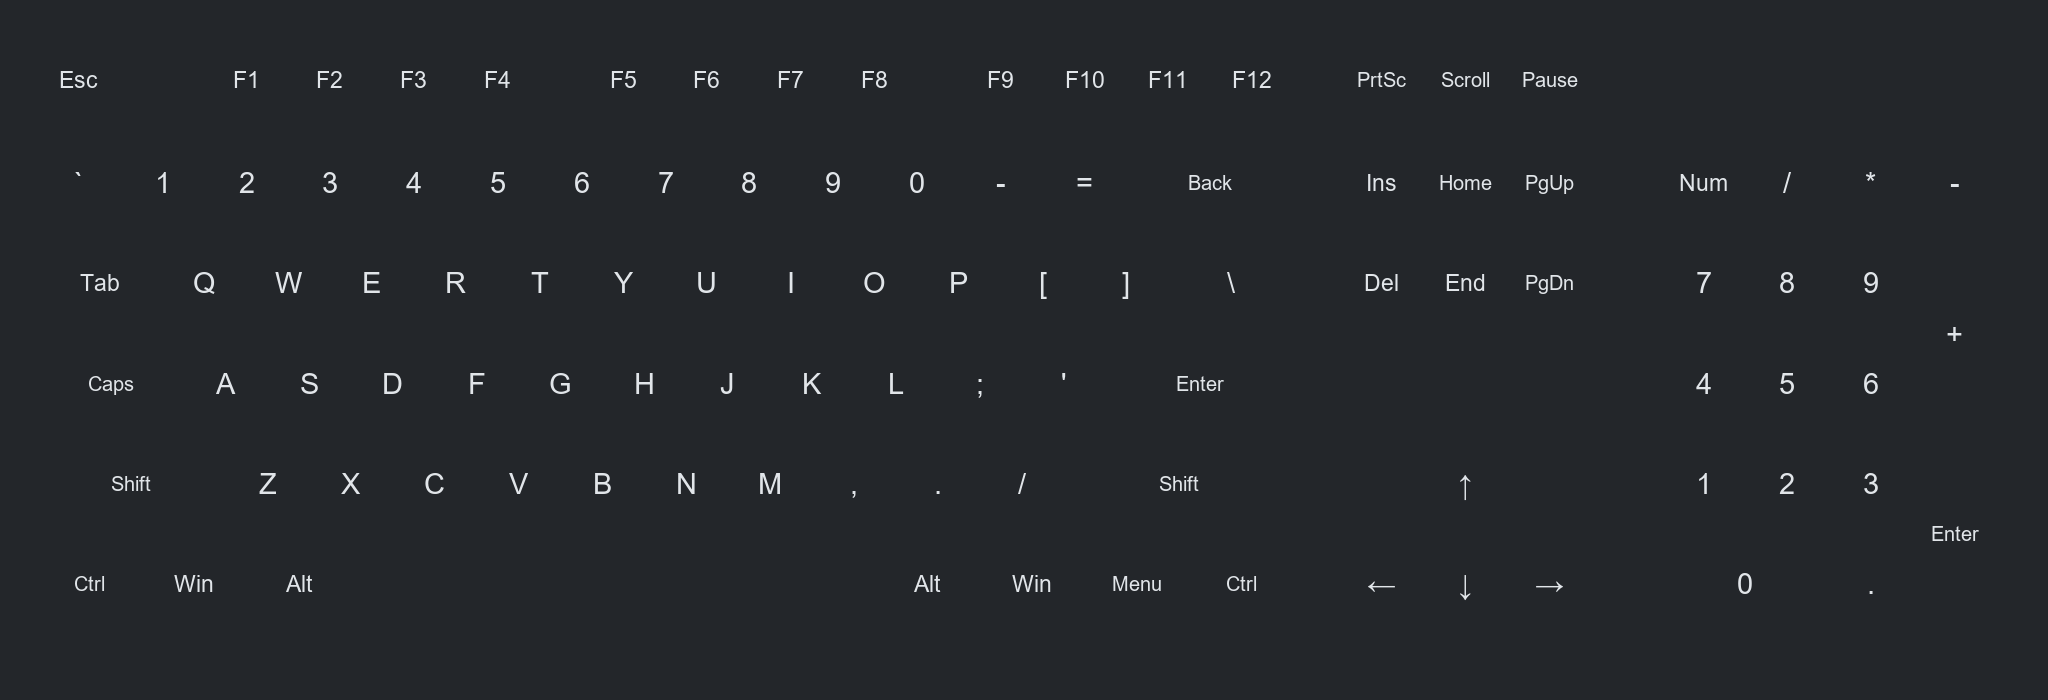 Esc F1 F2 F3 F4 F5 F6 F7 F8 F9 F10 F11 F12 PrtSc Scroll Pause
` 1 2 3 4 5 6 7 8 9 0 - = Back Ins Home PgUp Num / * -
Tab Q W E R T Y U I O P [ ] \ Del End PgDn 7 8 9
+
Caps A S D F G H J K L ; ' Enter 4 5 6
Shift Z X C V B N M , . / Shift ↑ 1 2 3
Enter
Ctrl Win Alt Alt Win Menu Ctrl ← ↓ → 0 .